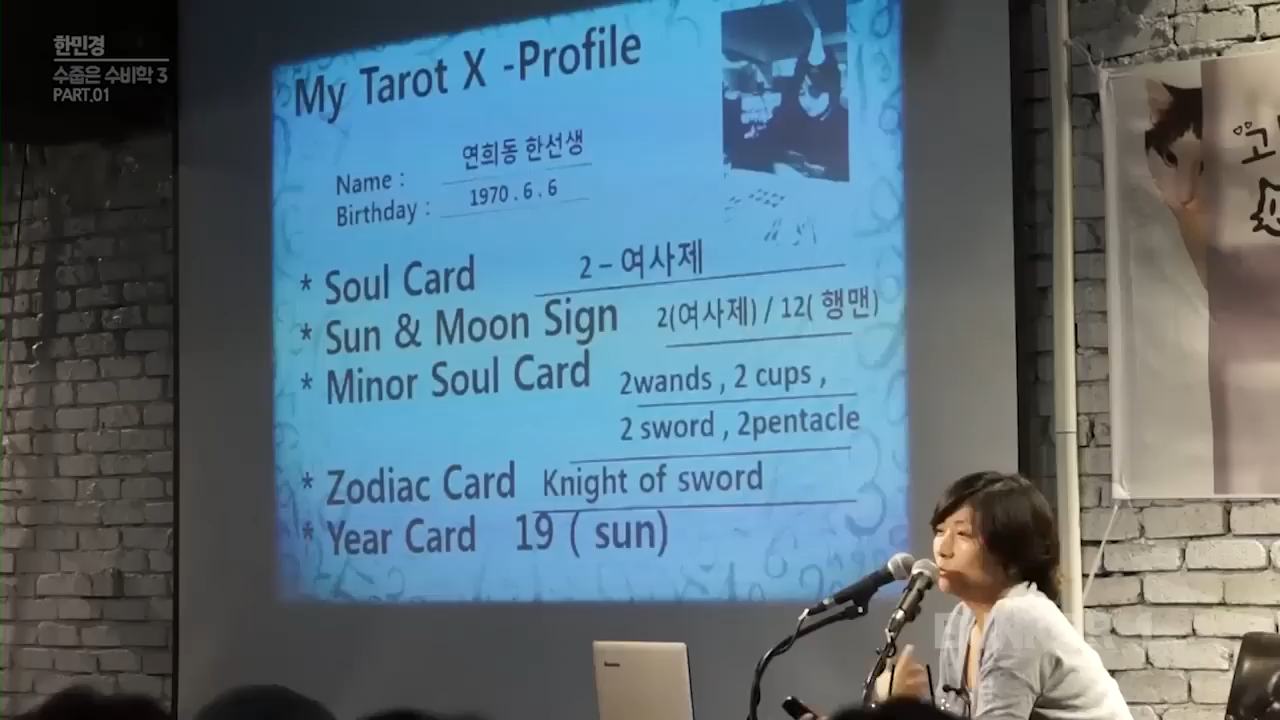 한민경
수줍은 수비학 3
PART.01
My Tarot X -Profile
Name : 연희동 한선생
Birthday : 1970 . 6 . 6
* Soul Card 2 – 여사제
* Sun & Moon Sign 2(여사제) / 12( 행맨)
* Minor Soul Card 2wands , 2 cups ,
2 sword , 2pentacle
* Zodiac Card Knight of sword
* Year Card 19 ( sun)